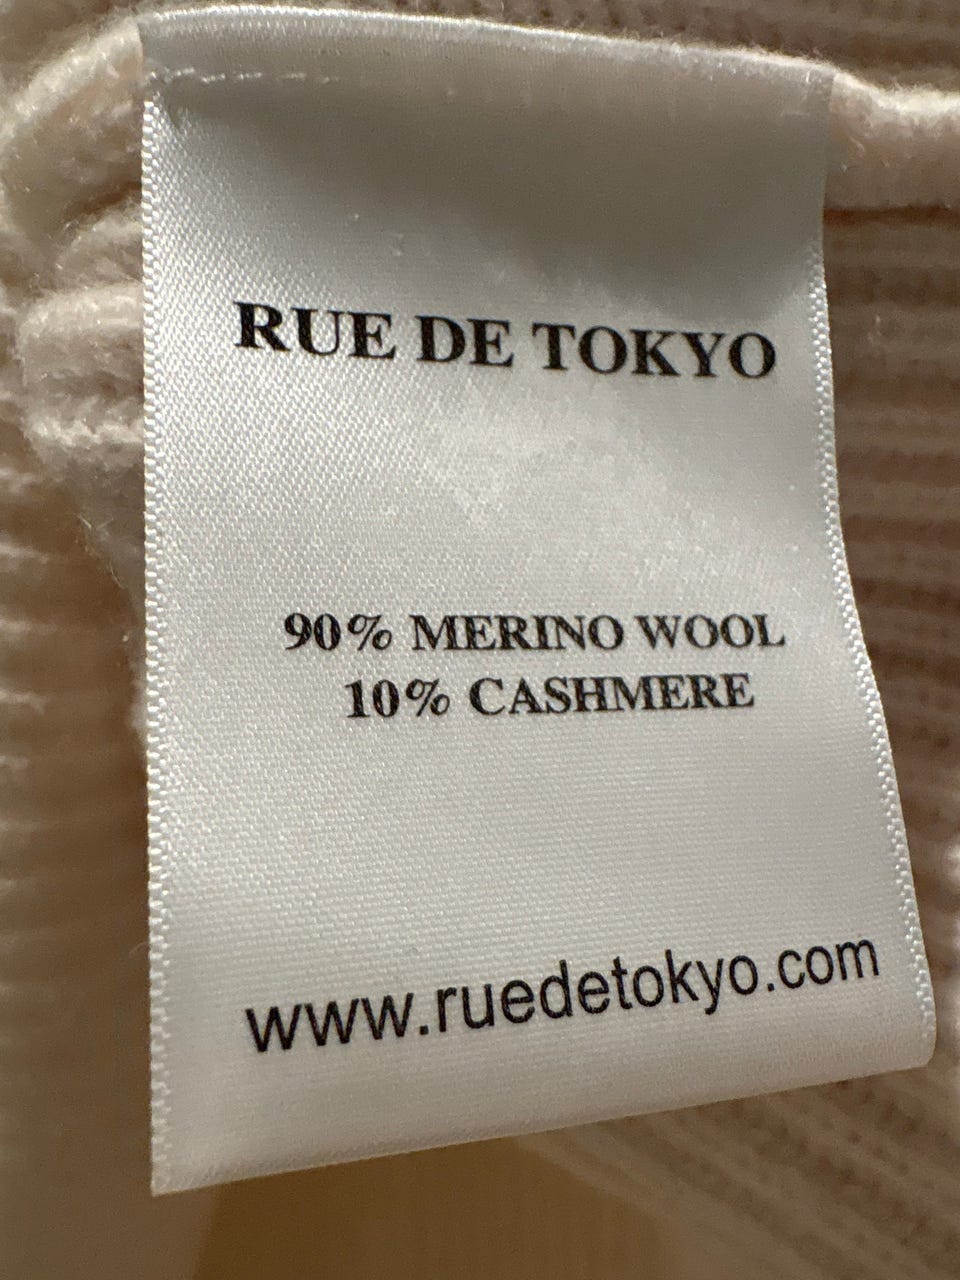 RUE DE TOKYO
90% MERINO WOOL
10% CASHMERE
www.ruedetokyo.com